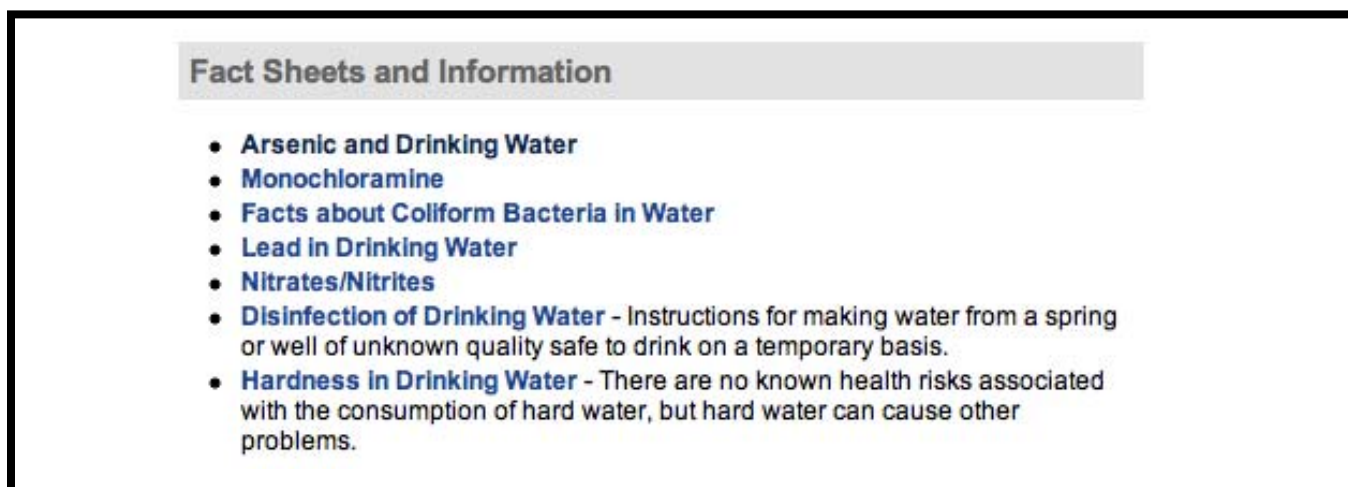 Fact Sheets and Information
Arsenic and Drinking Water
Monochloramine
Facts about Coliform Bacteria in Water
Lead in Drinking Water
Nitrates/Nitrites
Disinfection of Drinking Water - Instructions for making water from a spring
or well of unknown quality safe to drink on a temporary basis.
Hardness in Drinking Water - There are no known health risks associated
with the consumption of hard water, but hard water can cause other
problems.